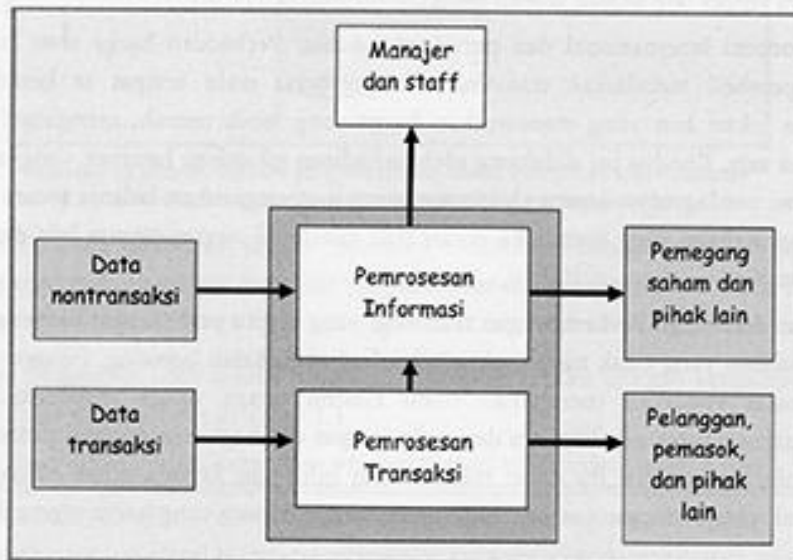 Manajer
dan staff
Data
nontransaksi
Pemrosesan
Informasi
Pemegang
saham dan
pihak lain
Data
transaksi
Pemrosesan
Transaksi
Pelanggan,
pemasok,
dan pihak
lain